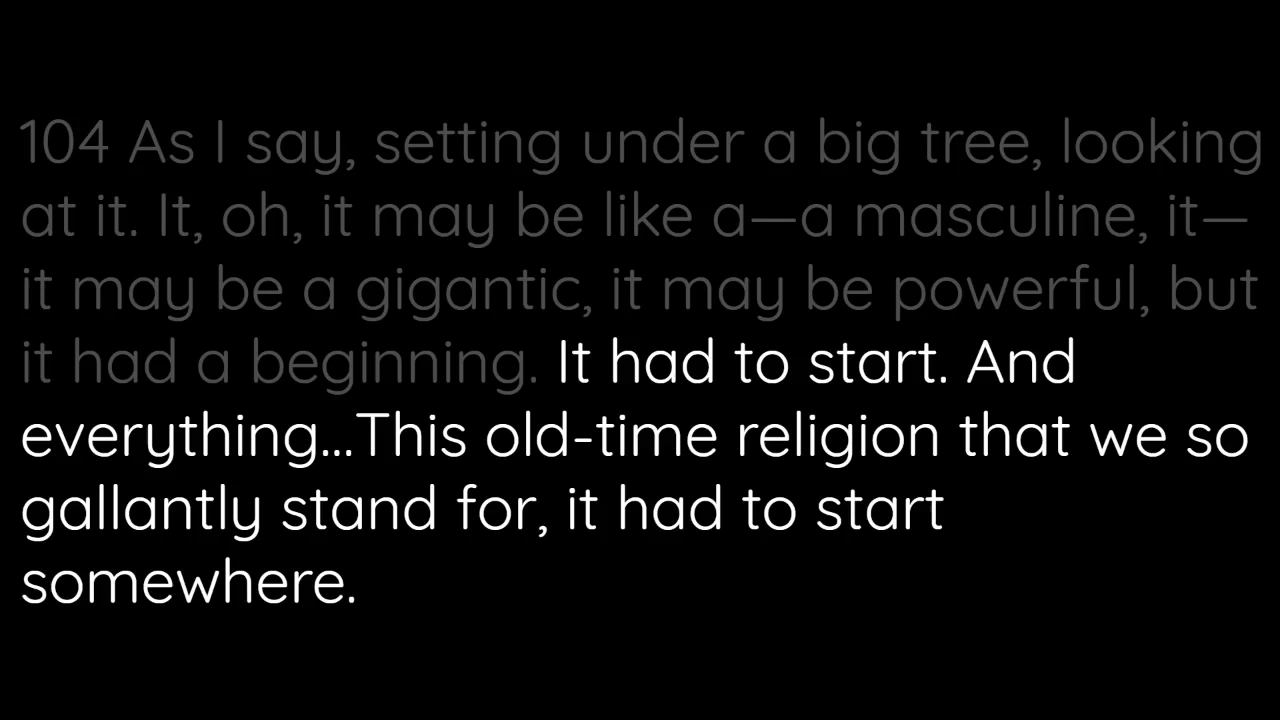 104 As I say, setting under a big tree, looking
at it. It, oh, it may be like a—a masculine, it—
it may be a gigantic, it may be powerful, but
it had a beginning. It had to start. And
everything...This old-time religion that we so
gallantly stand for, it had to start
somewhere.